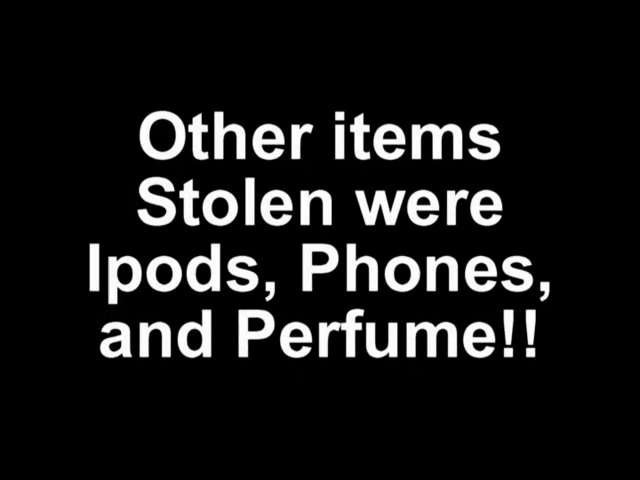 Other items
Stolen were
Ipods, Phones,
and Perfume!!